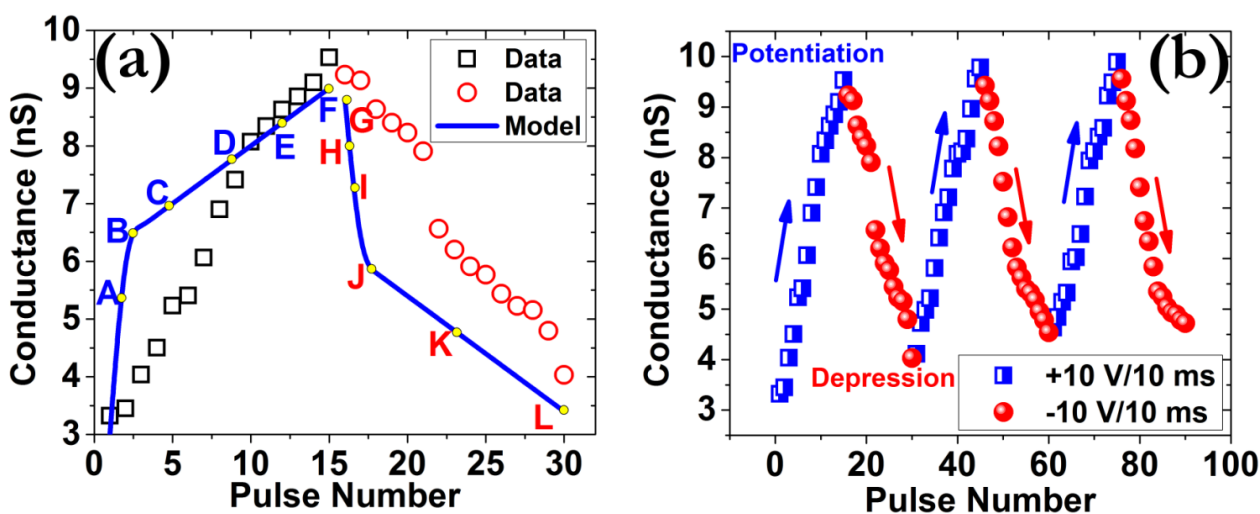 (a)
Data
Data
Model
Conductance (nS)
10
9
8
7
6
5
4
3
A
B
C
D
E
F
G
H
I
J
K
L
0 5 10 15 20 25 30
Pulse Number
(b)
Potentiation
Depression
+10 V/10 ms
-10 V/10 ms
Conductance (nS)
10
9
8
7
6
5
4
3
0 20 40 60 80 100
Pulse Number